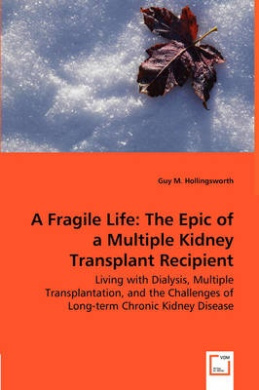 Guy M. Hollingsworth
A Fragile Life: The Epic of
a Multiple Kidney
Transplant Recipient
Living with Dialysis, Multiple
Transplantation, and the Challenges of
Long-term Chronic Kidney Disease
VDM